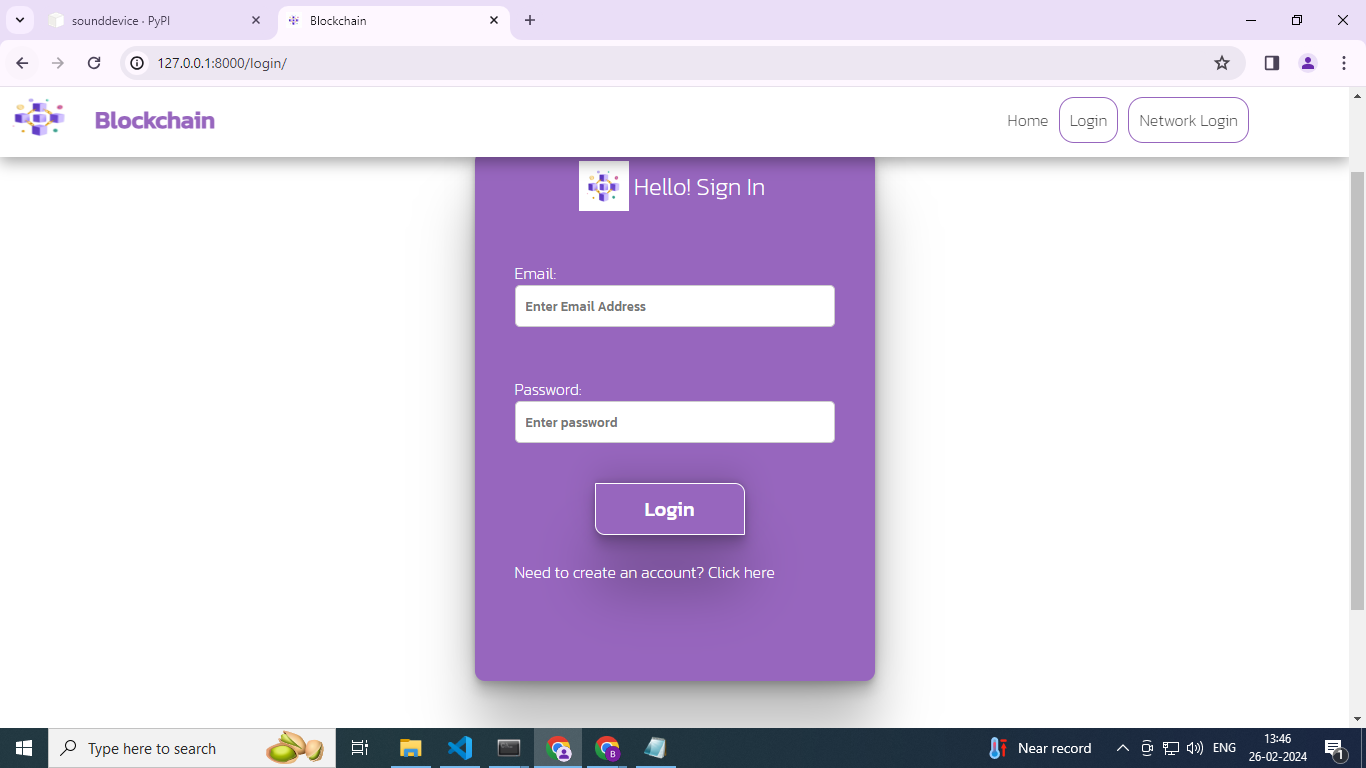 sounddevice · PyPI
Blockchain
127.0.0.1:8000/login/
Blockchain
Home
Login
Network Login
Hello! Sign In
Email:
Enter Email Address
Password:
Enter password
Login
Need to create an account? Click here
Type here to search
B
Near record
ENG
13:46
26-02-2024
1